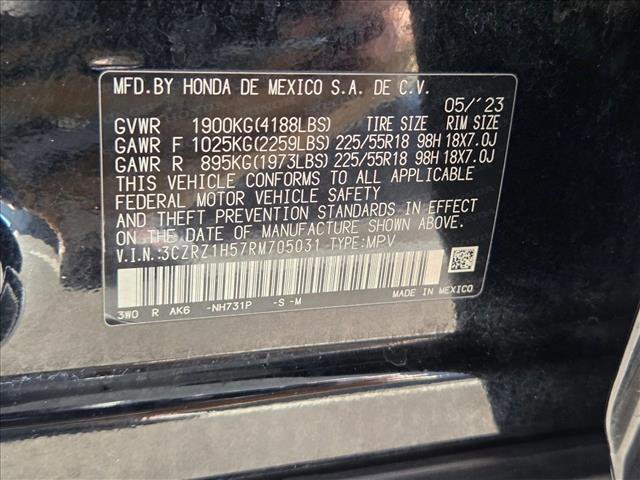 MFD.BY HONDA DE MEXICO S.A. DE C.V.
05/'23
GVWR 1900KG(4188LBS) TIRE SIZE RIM SIZE
GAWR F 1025KG(2259LBS) 225/55R18 98H 18X7.0J
GAWR R 895KG(1973LBS) 225/55R18 98H 18X7.0J
THIS VEHICLE CONFORMS TO ALL APPLICABLE
FEDERAL MOTOR VEHICLE SAFETY
AND THEFT PREVENTION STANDARDS IN EFFECT
ON THE DATE OF MANUFACTURE SHOWN ABOVE.
V.I.N.:3CZRZ1H57RM705031 TYPE:MPV
3W0 R AK6 -NH731P -S -M MADE IN MEXICO